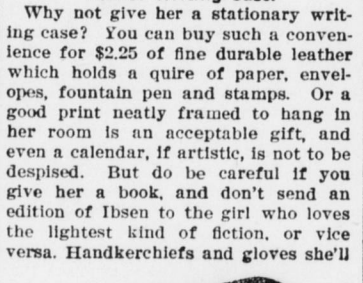 Why not give her a stationary writ-
ing case? You can buy such a conven-
ience for $2.25 of fine durable leather
which holds a quire of paper, envel-
opes, fountain pen and stamps. Or a
good print neatly framed to hang in
her room is an acceptable gift, and
even a calendar, if artistic, is not to be
despised. But do be careful if you
give her a book, and don't send an
edition of Ibsen to the girl who loves
the lightest kind of fiction, or vice
versa. Handkerchiefs and gloves she'll